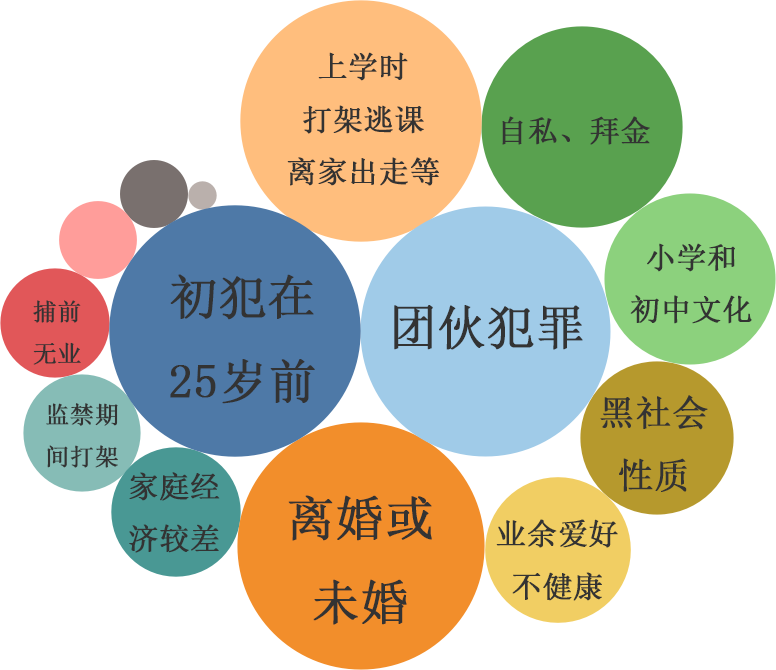 上学时
打架逃课
离家出走等
自私、拜金
小学和
初中文化
初犯在
25岁前
团伙犯罪
捕前
无业
监禁期
间打架
家庭经
济较差
离婚或
未婚
黑社会
性质
业余爱好
不健康